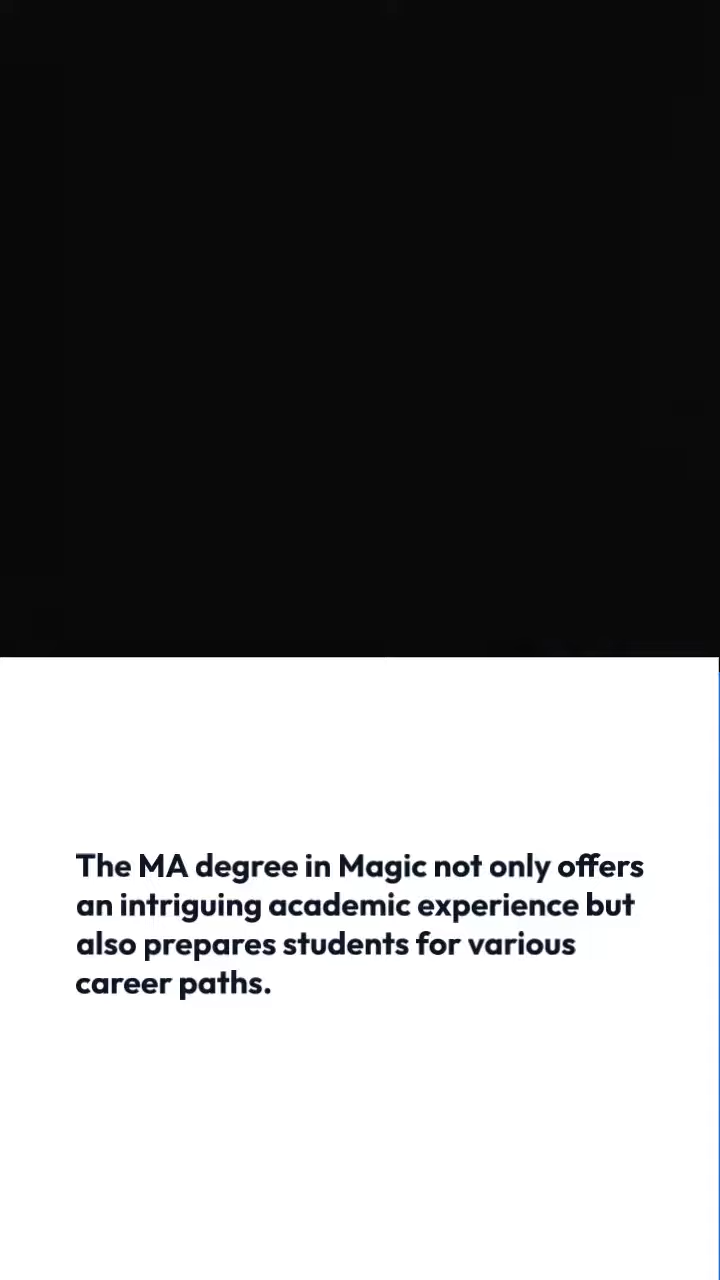 The MA degree in Magic not only offers
an intriguing academic experience but
also prepares students for various
career paths.